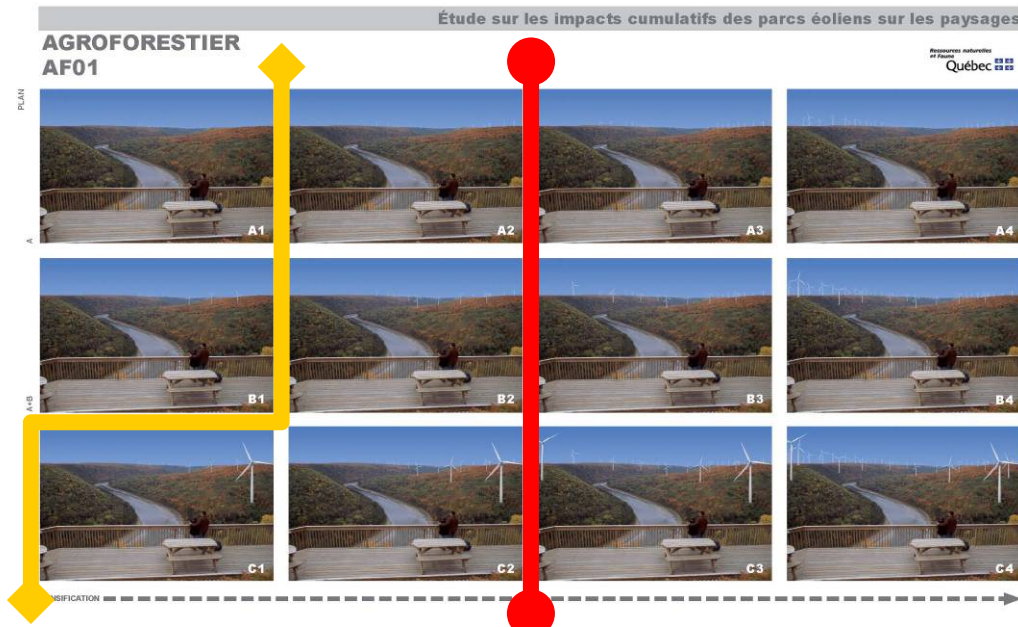 Étude sur les impacts cumulatifs des parcs éoliens sur les paysages
AGROFORESTIER
AF01
Ressources naturelles
et Faune
Québec
PLAN
A
A1
A2
A3
A4
A+B
B1
B2
B3
B4
C1
C2
C3
C4
NSIFICATION